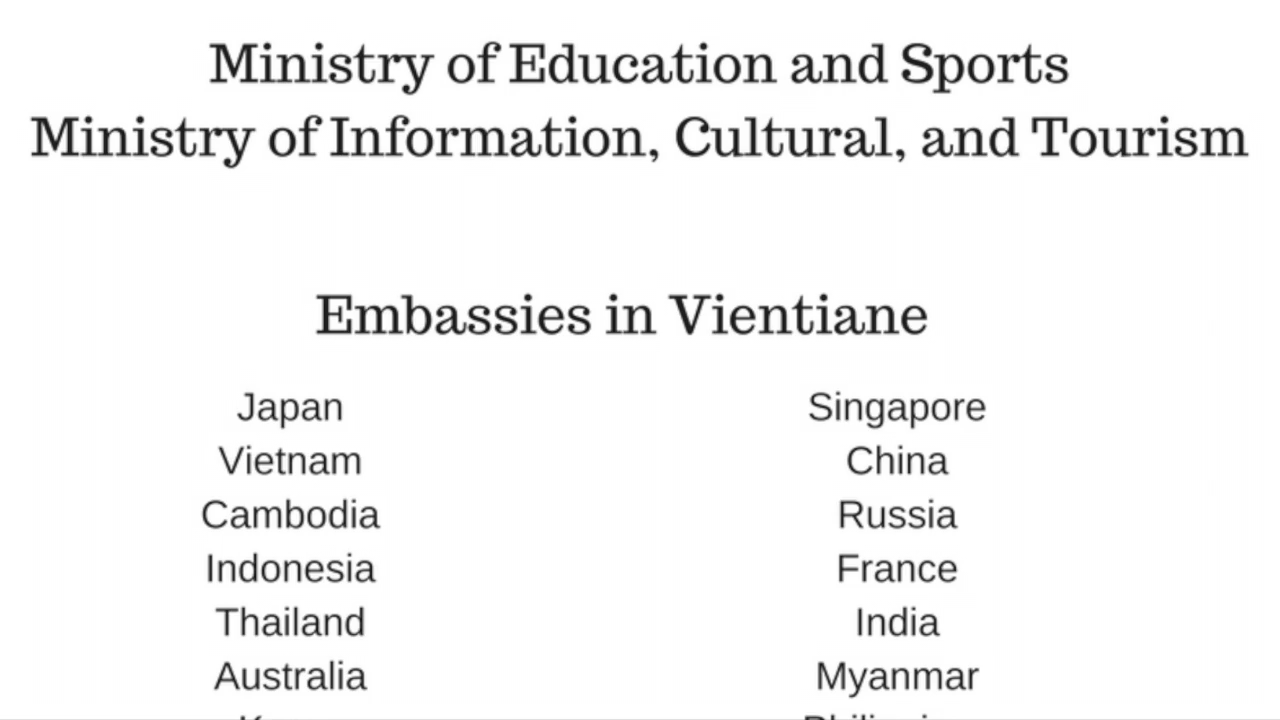 Ministry of Education and Sports
Ministry of Information, Cultural, and Tourism
Embassies in Vientiane
Japan Singapore
Vietnam China
Cambodia Russia
Indonesia France
Thailand India
Australia Myanmar